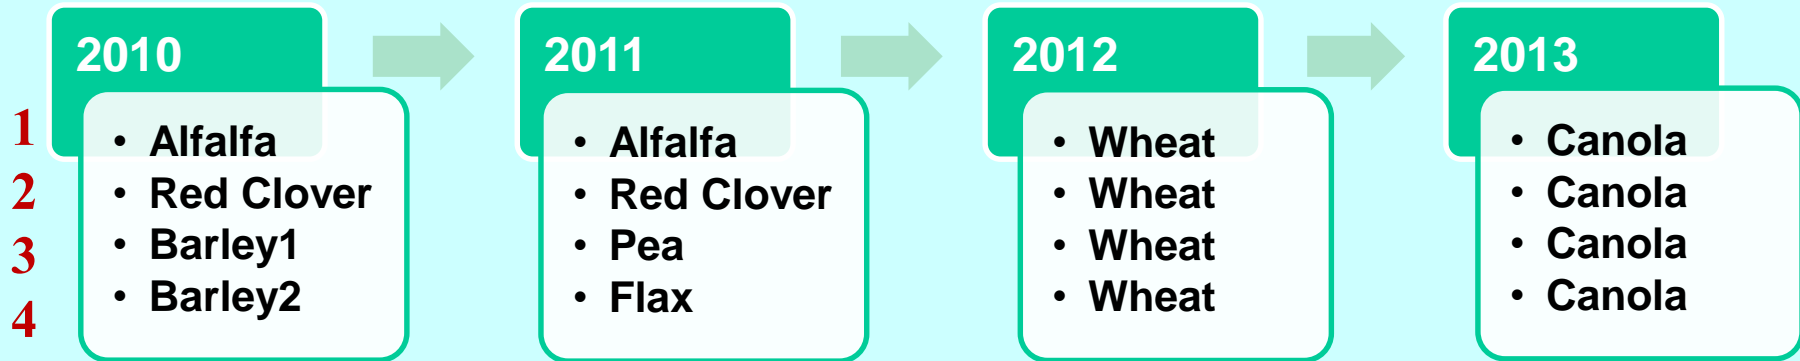 2010 2011 2012 2013
1 • Alfalfa • Alfalfa • Wheat • Canola
2 • Red Clover • Red Clover • Wheat • Canola
3 • Barley1 • Pea • Wheat • Canola
4 • Barley2 • Flax • Wheat • Canola